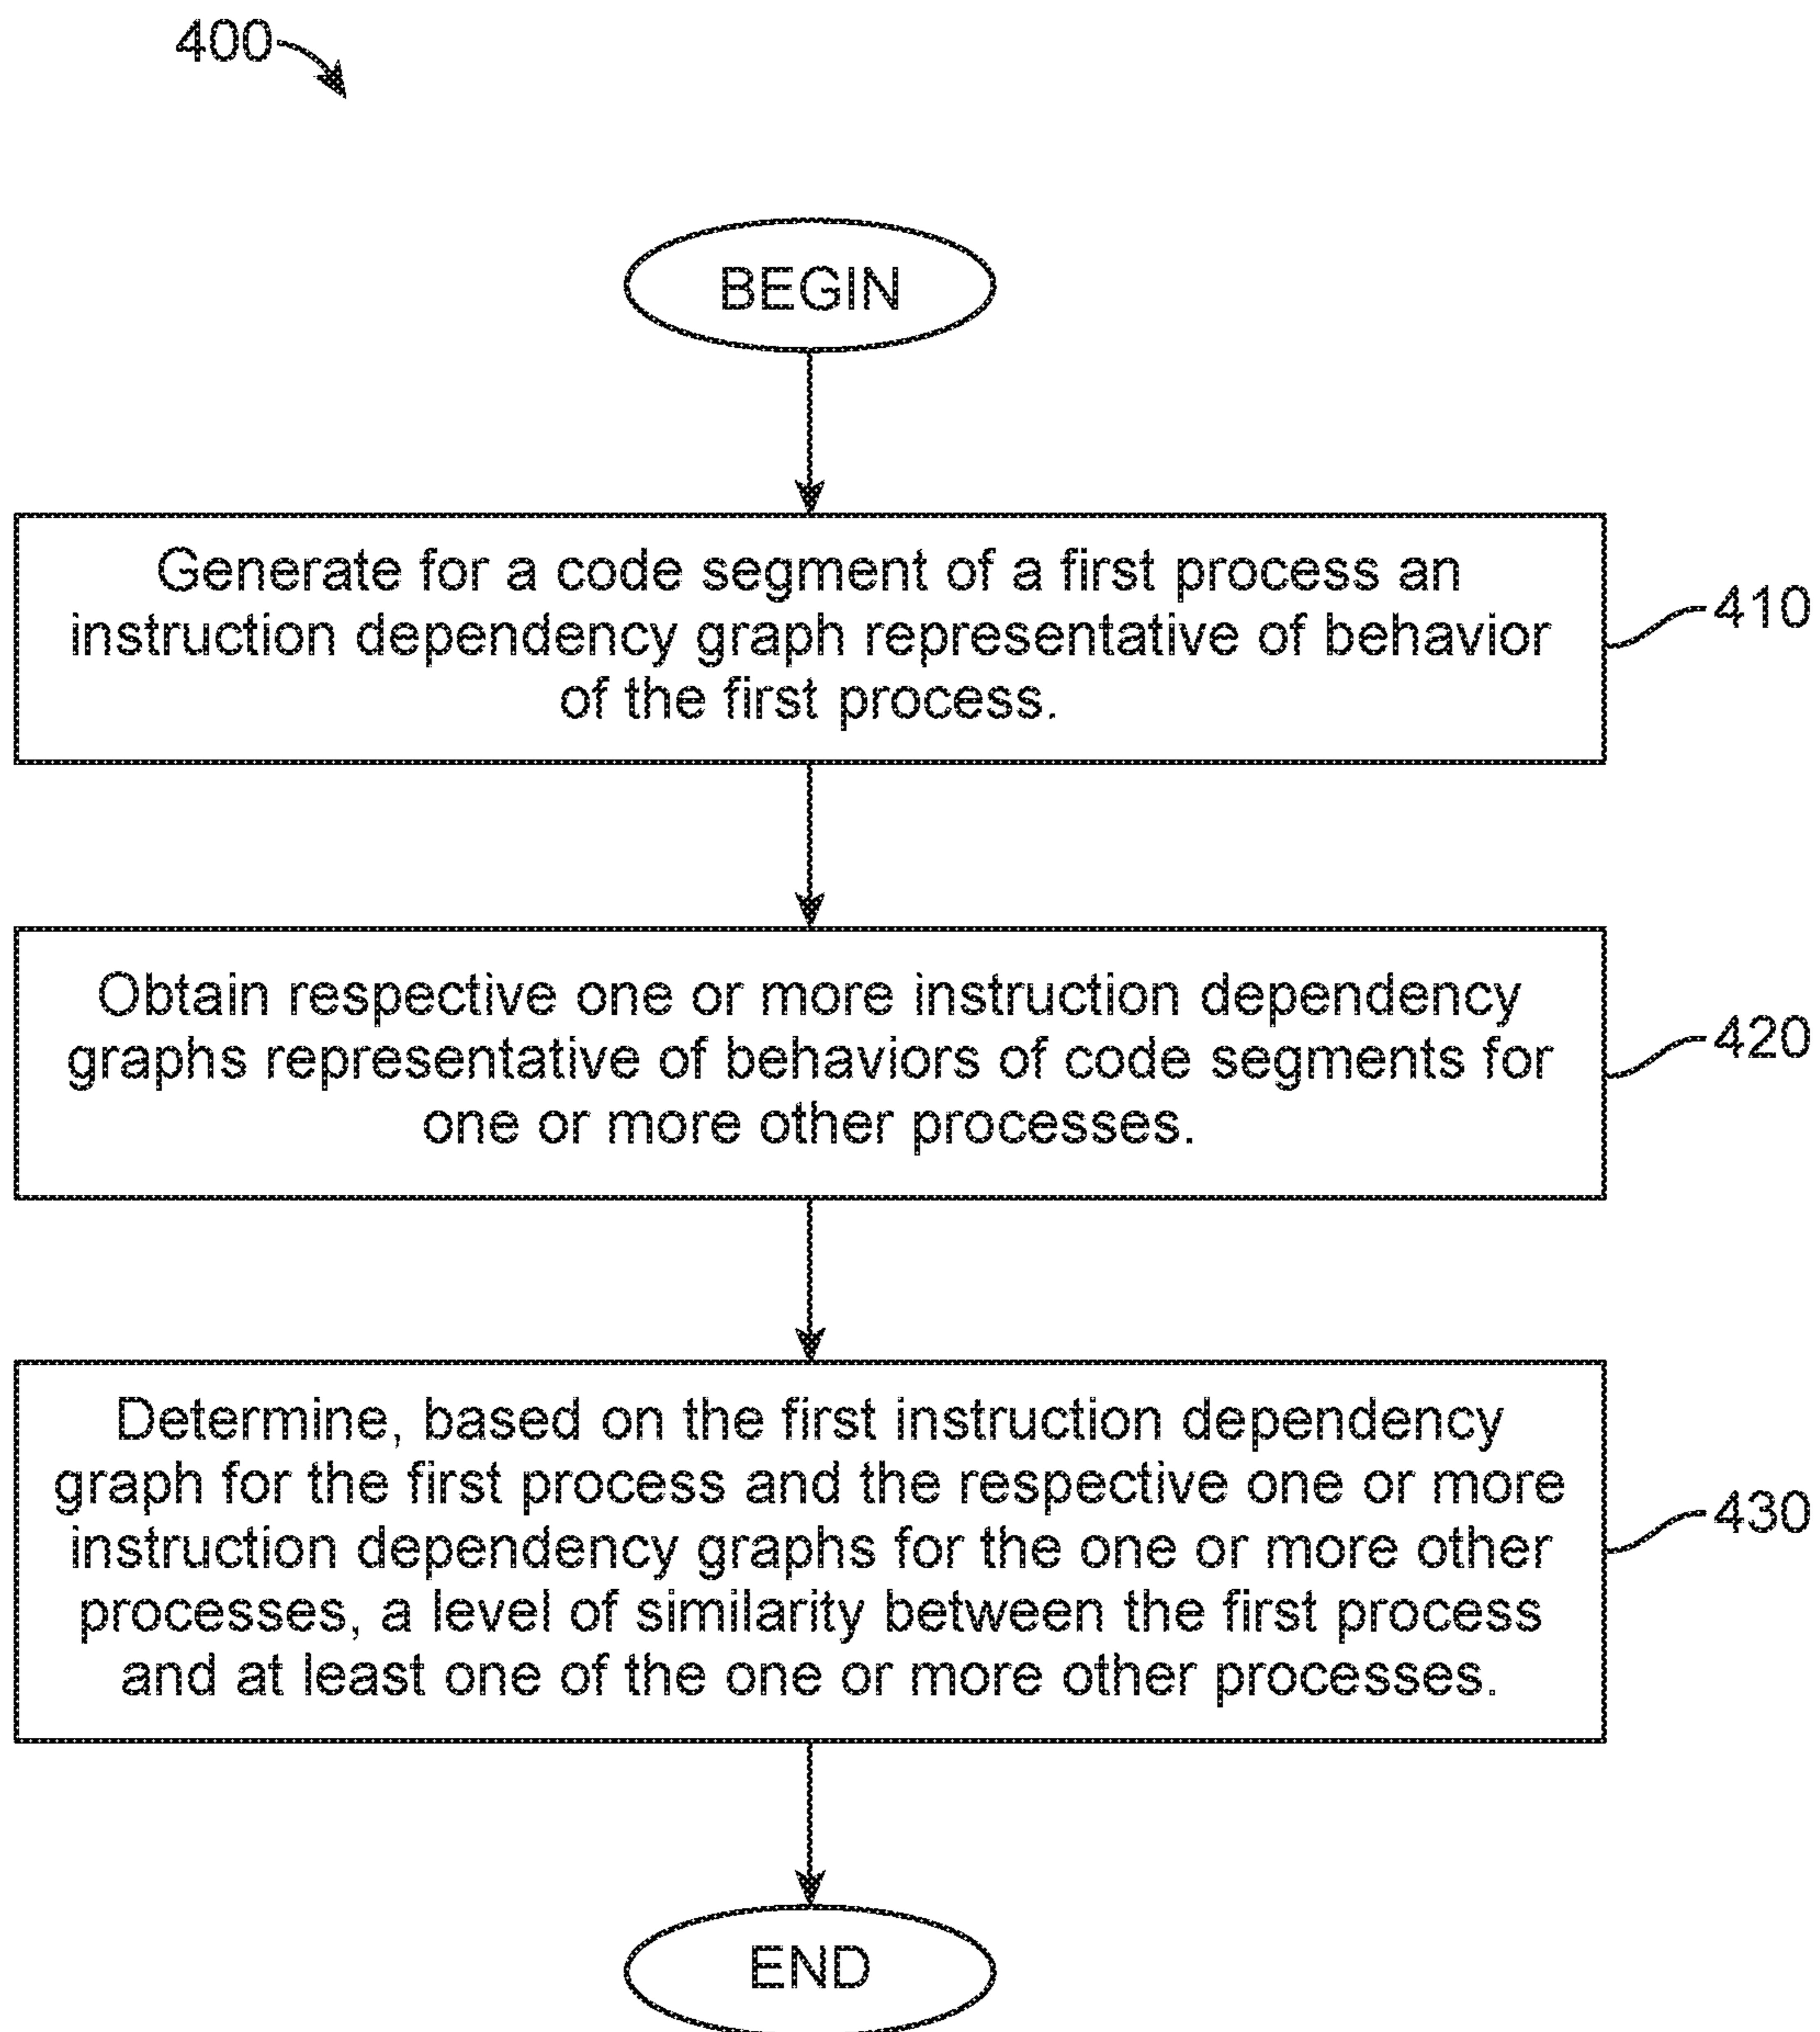 400
BEGIN
Generate for a code segment of a first process an
instruction dependency graph representative of behavior
of the first process.
410
Obtain respective one or more instruction dependency
graphs representative of behaviors of code segments for
one or more other processes.
420
Determine, based on the first instruction dependency
graph for the first process and the respective one or more
instruction dependency graphs for the one or more other
processes, a level of similarity between the first process
and at least one of the one or more other processes.
430
END